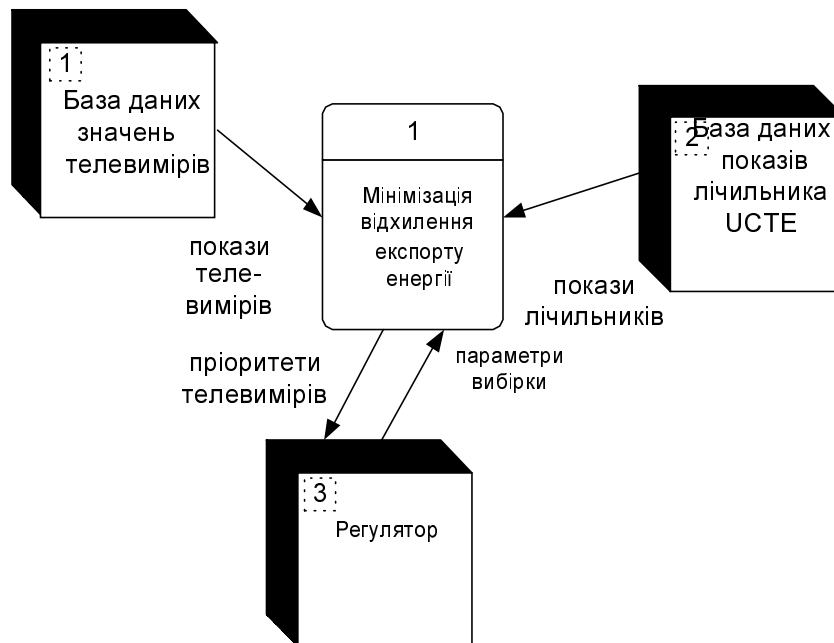 1
База даних
значень
телевимірів
1
Мінімізація
відхилення
експорту
енергії
2
База даних
показів
лічильника
UCTE
покази
теле-
вимірів
покази
лічильників
пріоритети
телевимірів
параметри
вибірки
3
Регулятор